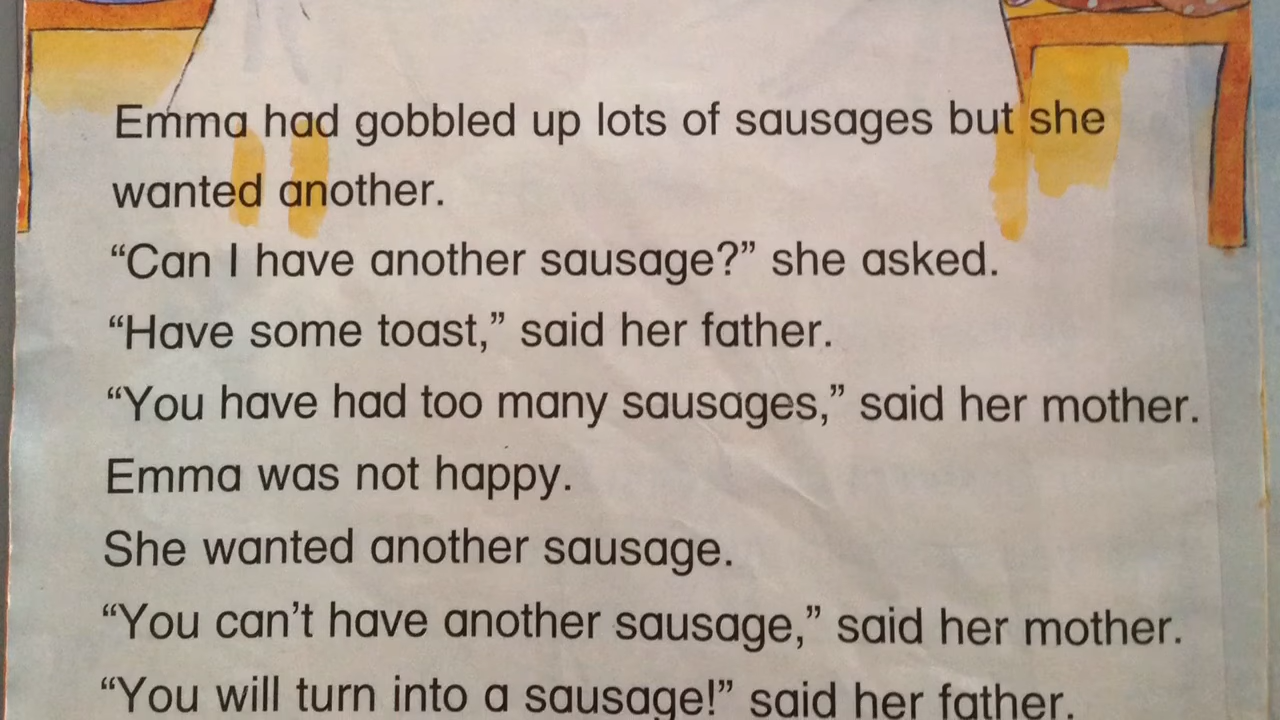 Emma had gobbled up lots of sausages but she
wanted another.
“Can I have another sausage?” she asked.
“Have some toast,” said her father.
“You have had too many sausages,” said her mother.
Emma was not happy.
She wanted another sausage.
“You can’t have another sausage,” said her mother.
“You will turn into a sausage!” said her father.